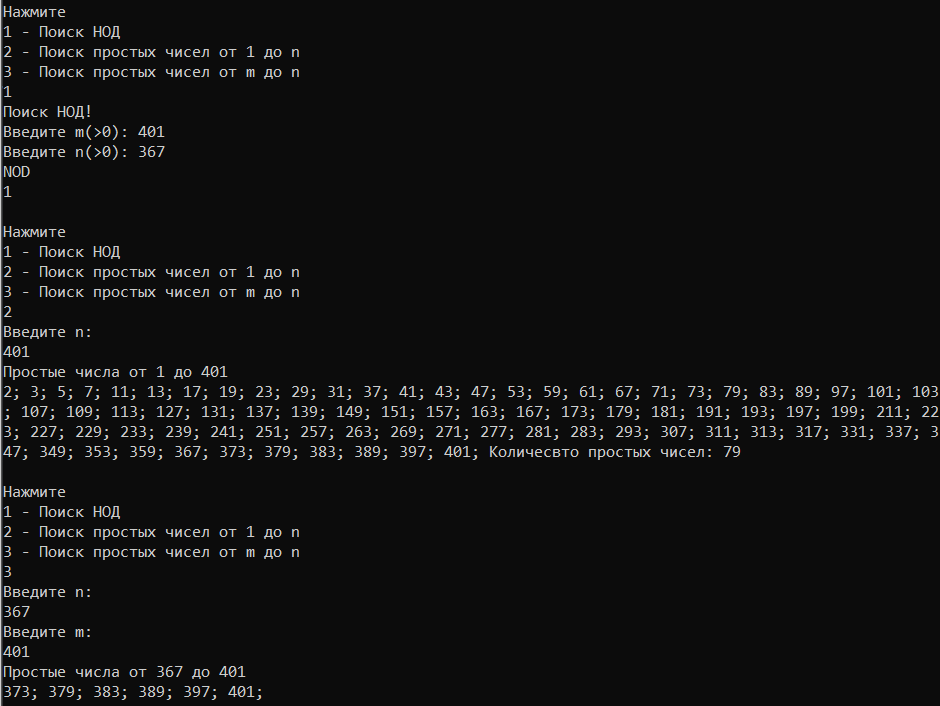 Нажмите
1 - Поиск НОД
2 - Поиск простых чисел от 1 до n
3 - Поиск простых чисел от m до n
1
Поиск НОД!
Введите m(>0): 401
Введите n(>0): 367
NOD
1
Нажмите
1 - Поиск НОД
2 - Поиск простых чисел от 1 до n
3 - Поиск простых чисел от m до n
2
Введите n:
401
Простые числа от 1 до 401
2; 3; 5; 7; 11; 13; 17; 19; 23; 29; 31; 37; 41; 43; 47; 53; 59; 61; 67; 71; 73; 79; 83; 89; 97; 101; 103
; 107; 109; 113; 127; 131; 137; 139; 149; 151; 157; 163; 167; 173; 179; 181; 191; 193; 197; 199; 211; 22
3; 227; 229; 233; 239; 241; 251; 257; 263; 269; 271; 277; 281; 283; 293; 307; 311; 313; 317; 331; 337; 3
47; 349; 353; 359; 367; 373; 379; 383; 389; 397; 401; Количесвто простых чисел: 79
Нажмите
1 - Поиск НОД
2 - Поиск простых чисел от 1 до n
3 - Поиск простых чисел от m до n
3
Введите n:
367
Введите m:
401
Простые числа от 367 до 401
373; 379; 383; 389; 397; 401;